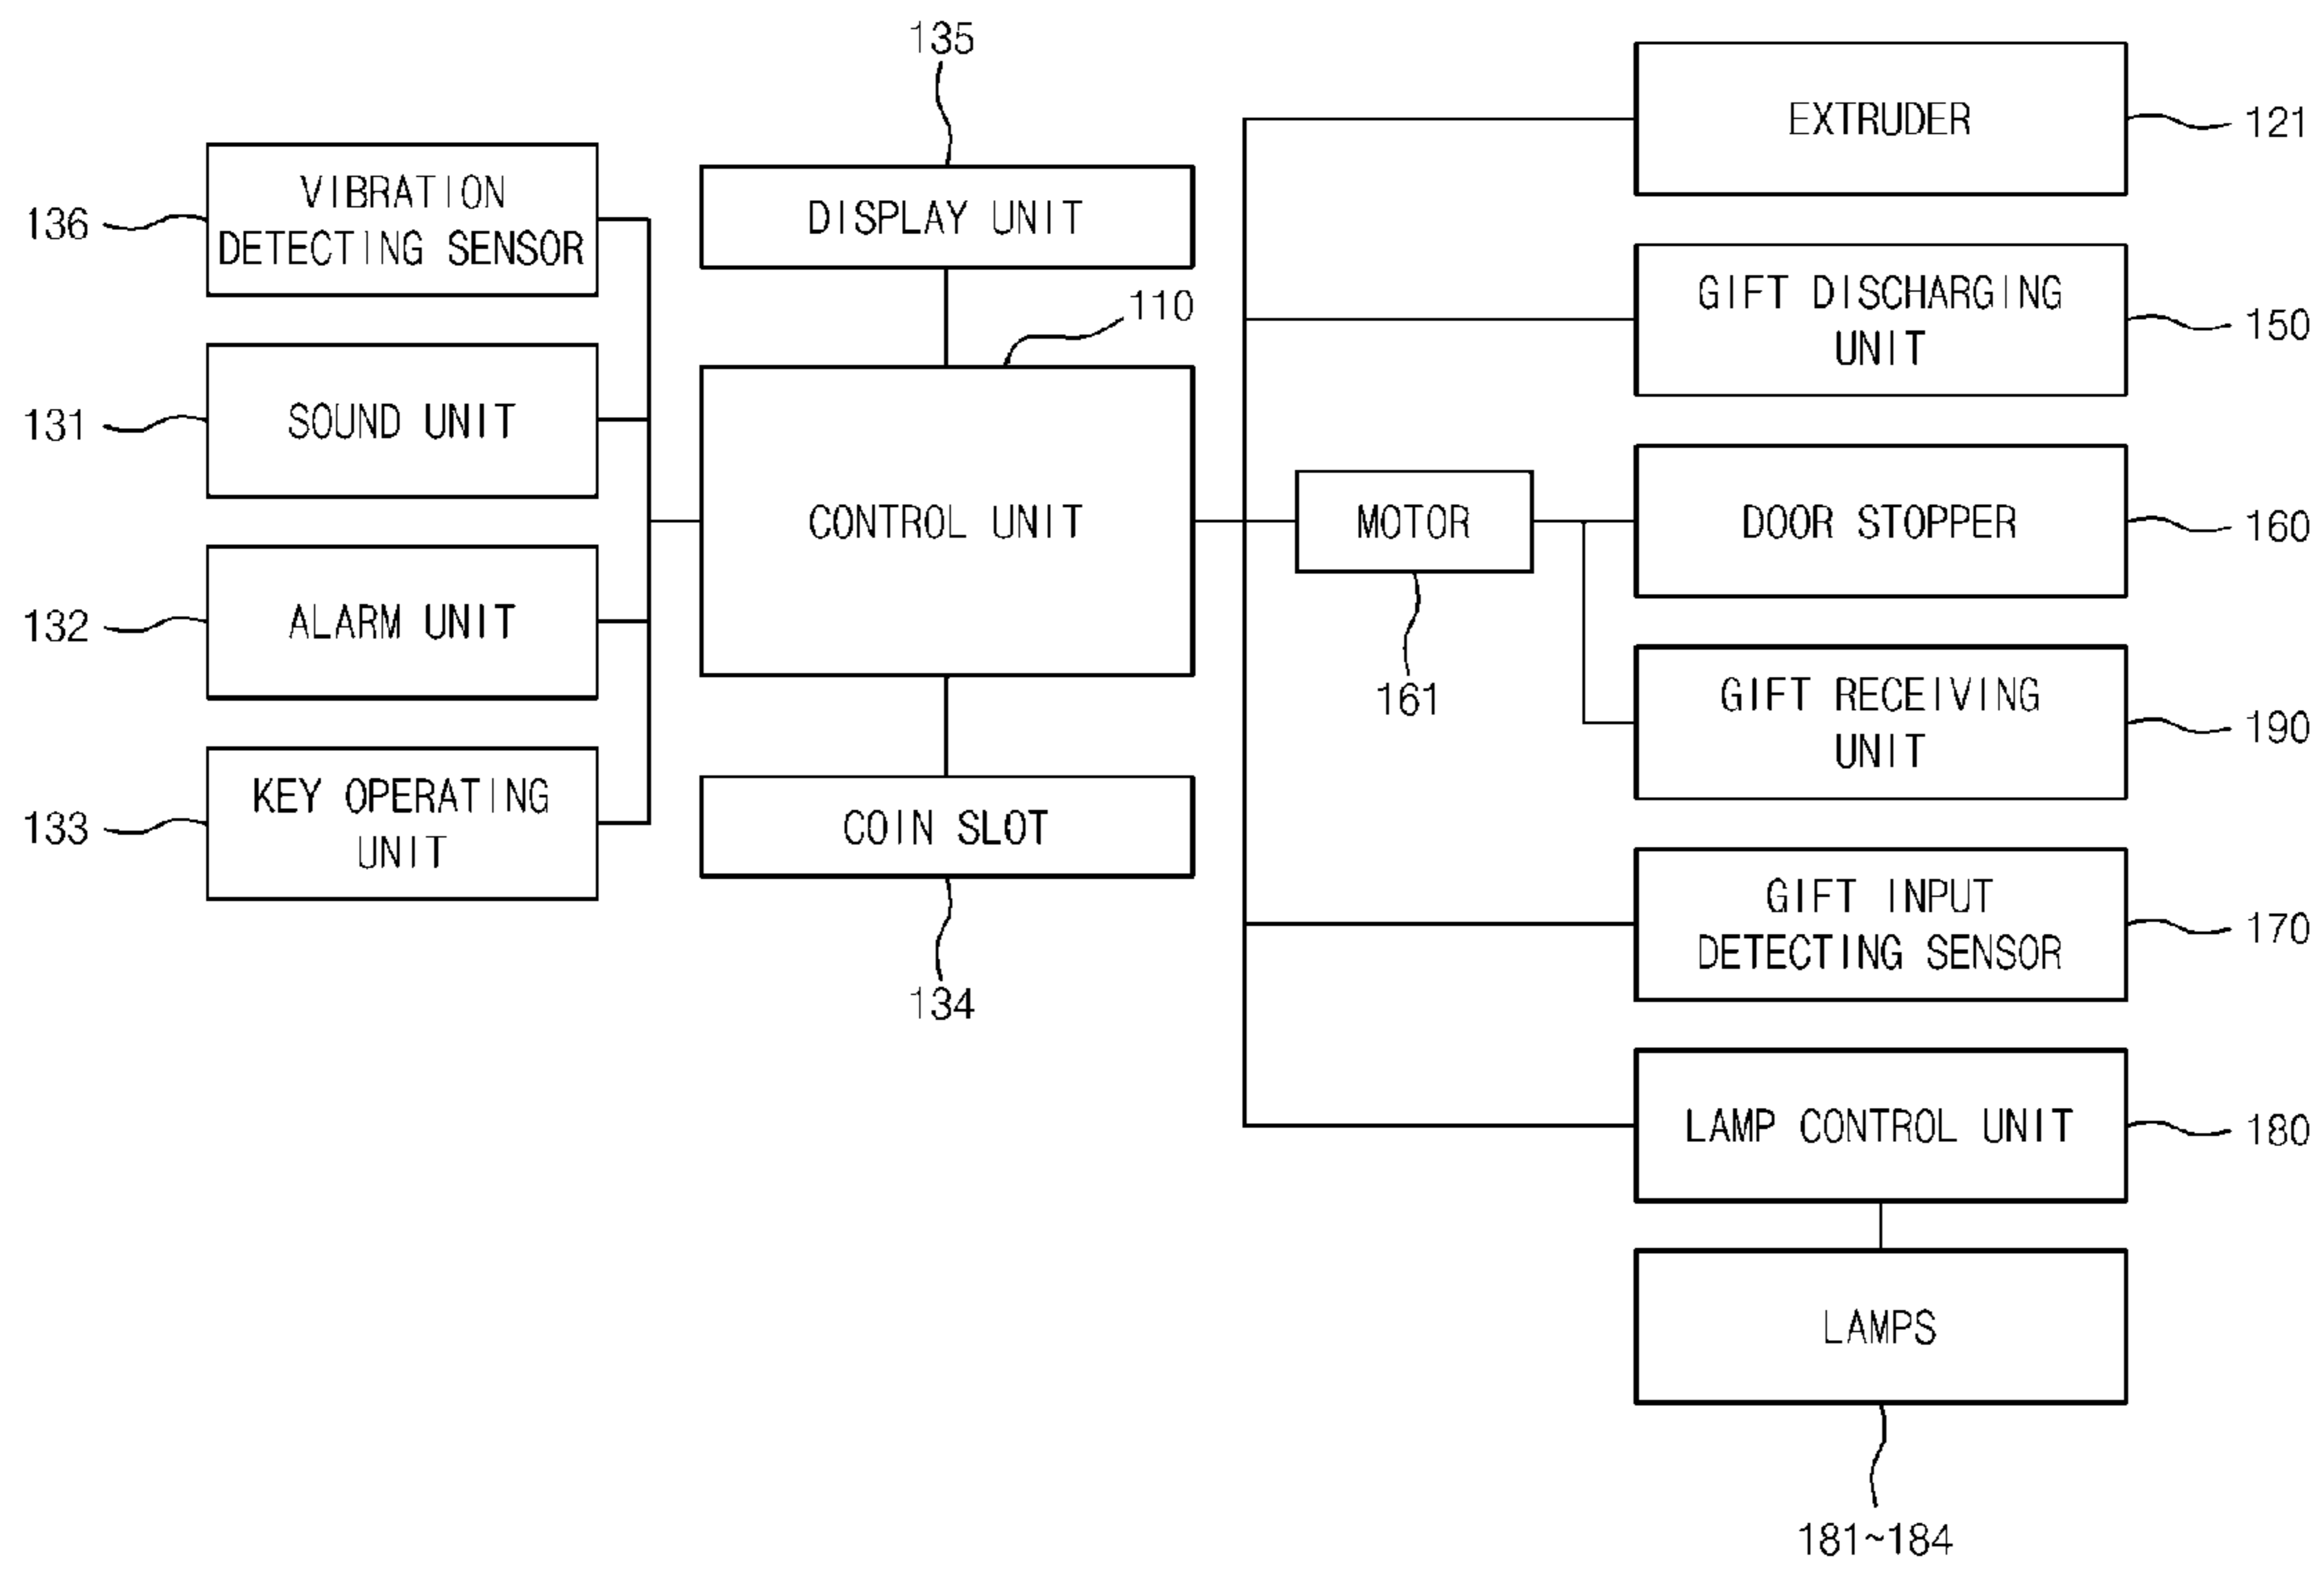 135
EXTRUDER
121
VIBRATION
DETECTING SENSOR
136
DISPLAY UNIT
110
GIFT DISCHARGING
UNIT
150
SOUND UNIT
131
CONTROL UNIT
MOTOR
161
DOOR STOPPER
160
ALARM UNIT
132
GIFT RECEIVING
UNIT
190
KEY OPERATING
UNIT
133
COIN SLOT
134
GIFT INPUT
DETECTING SENSOR
170
LAMP CONTROL UNIT
180
LAMPS
181~184